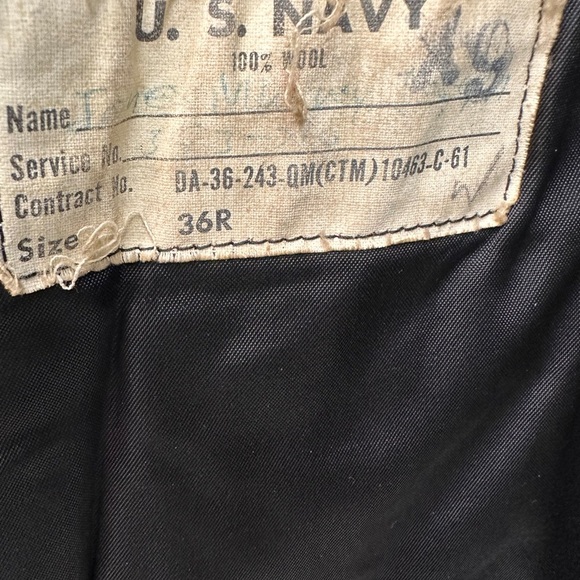 U. S. NAVY
100% WOOL
Name
Service No.
Contract No. DA-36-243-QM(CTM)10463-C-61
Size 36R